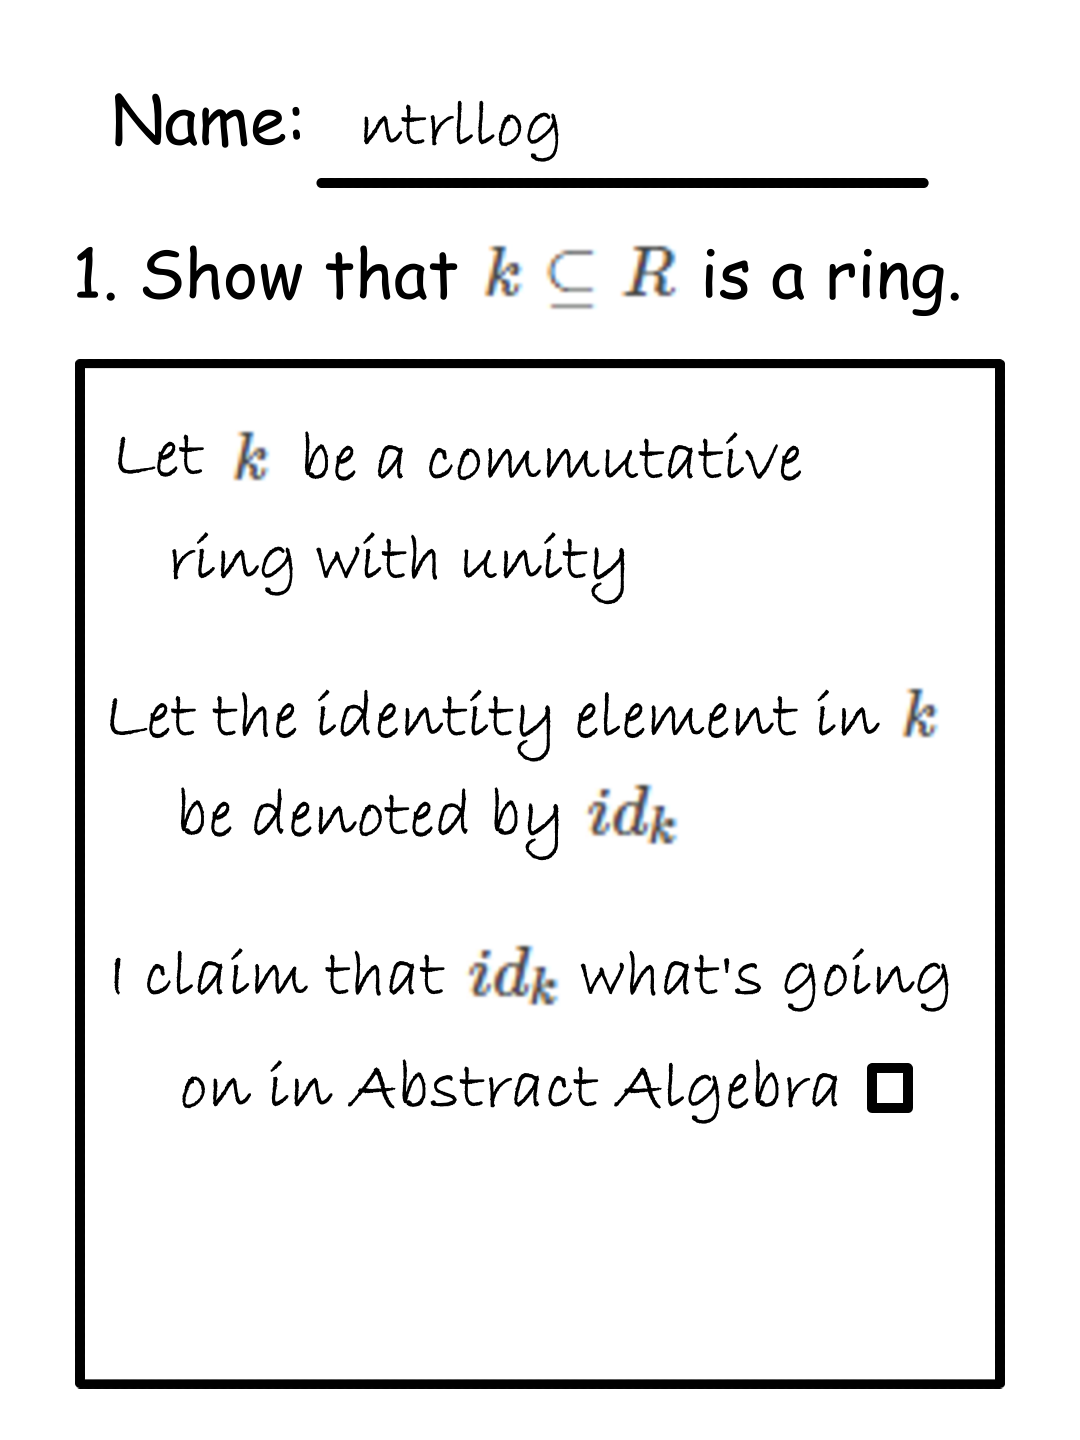 Name: ntrllog
1. Show that k ⊆ R is a ring.
Let k be a commutative
ring with unity
Let the identity element in k
be denoted by idₖ
I claim that idₖ what's going
on in Abstract Algebra □